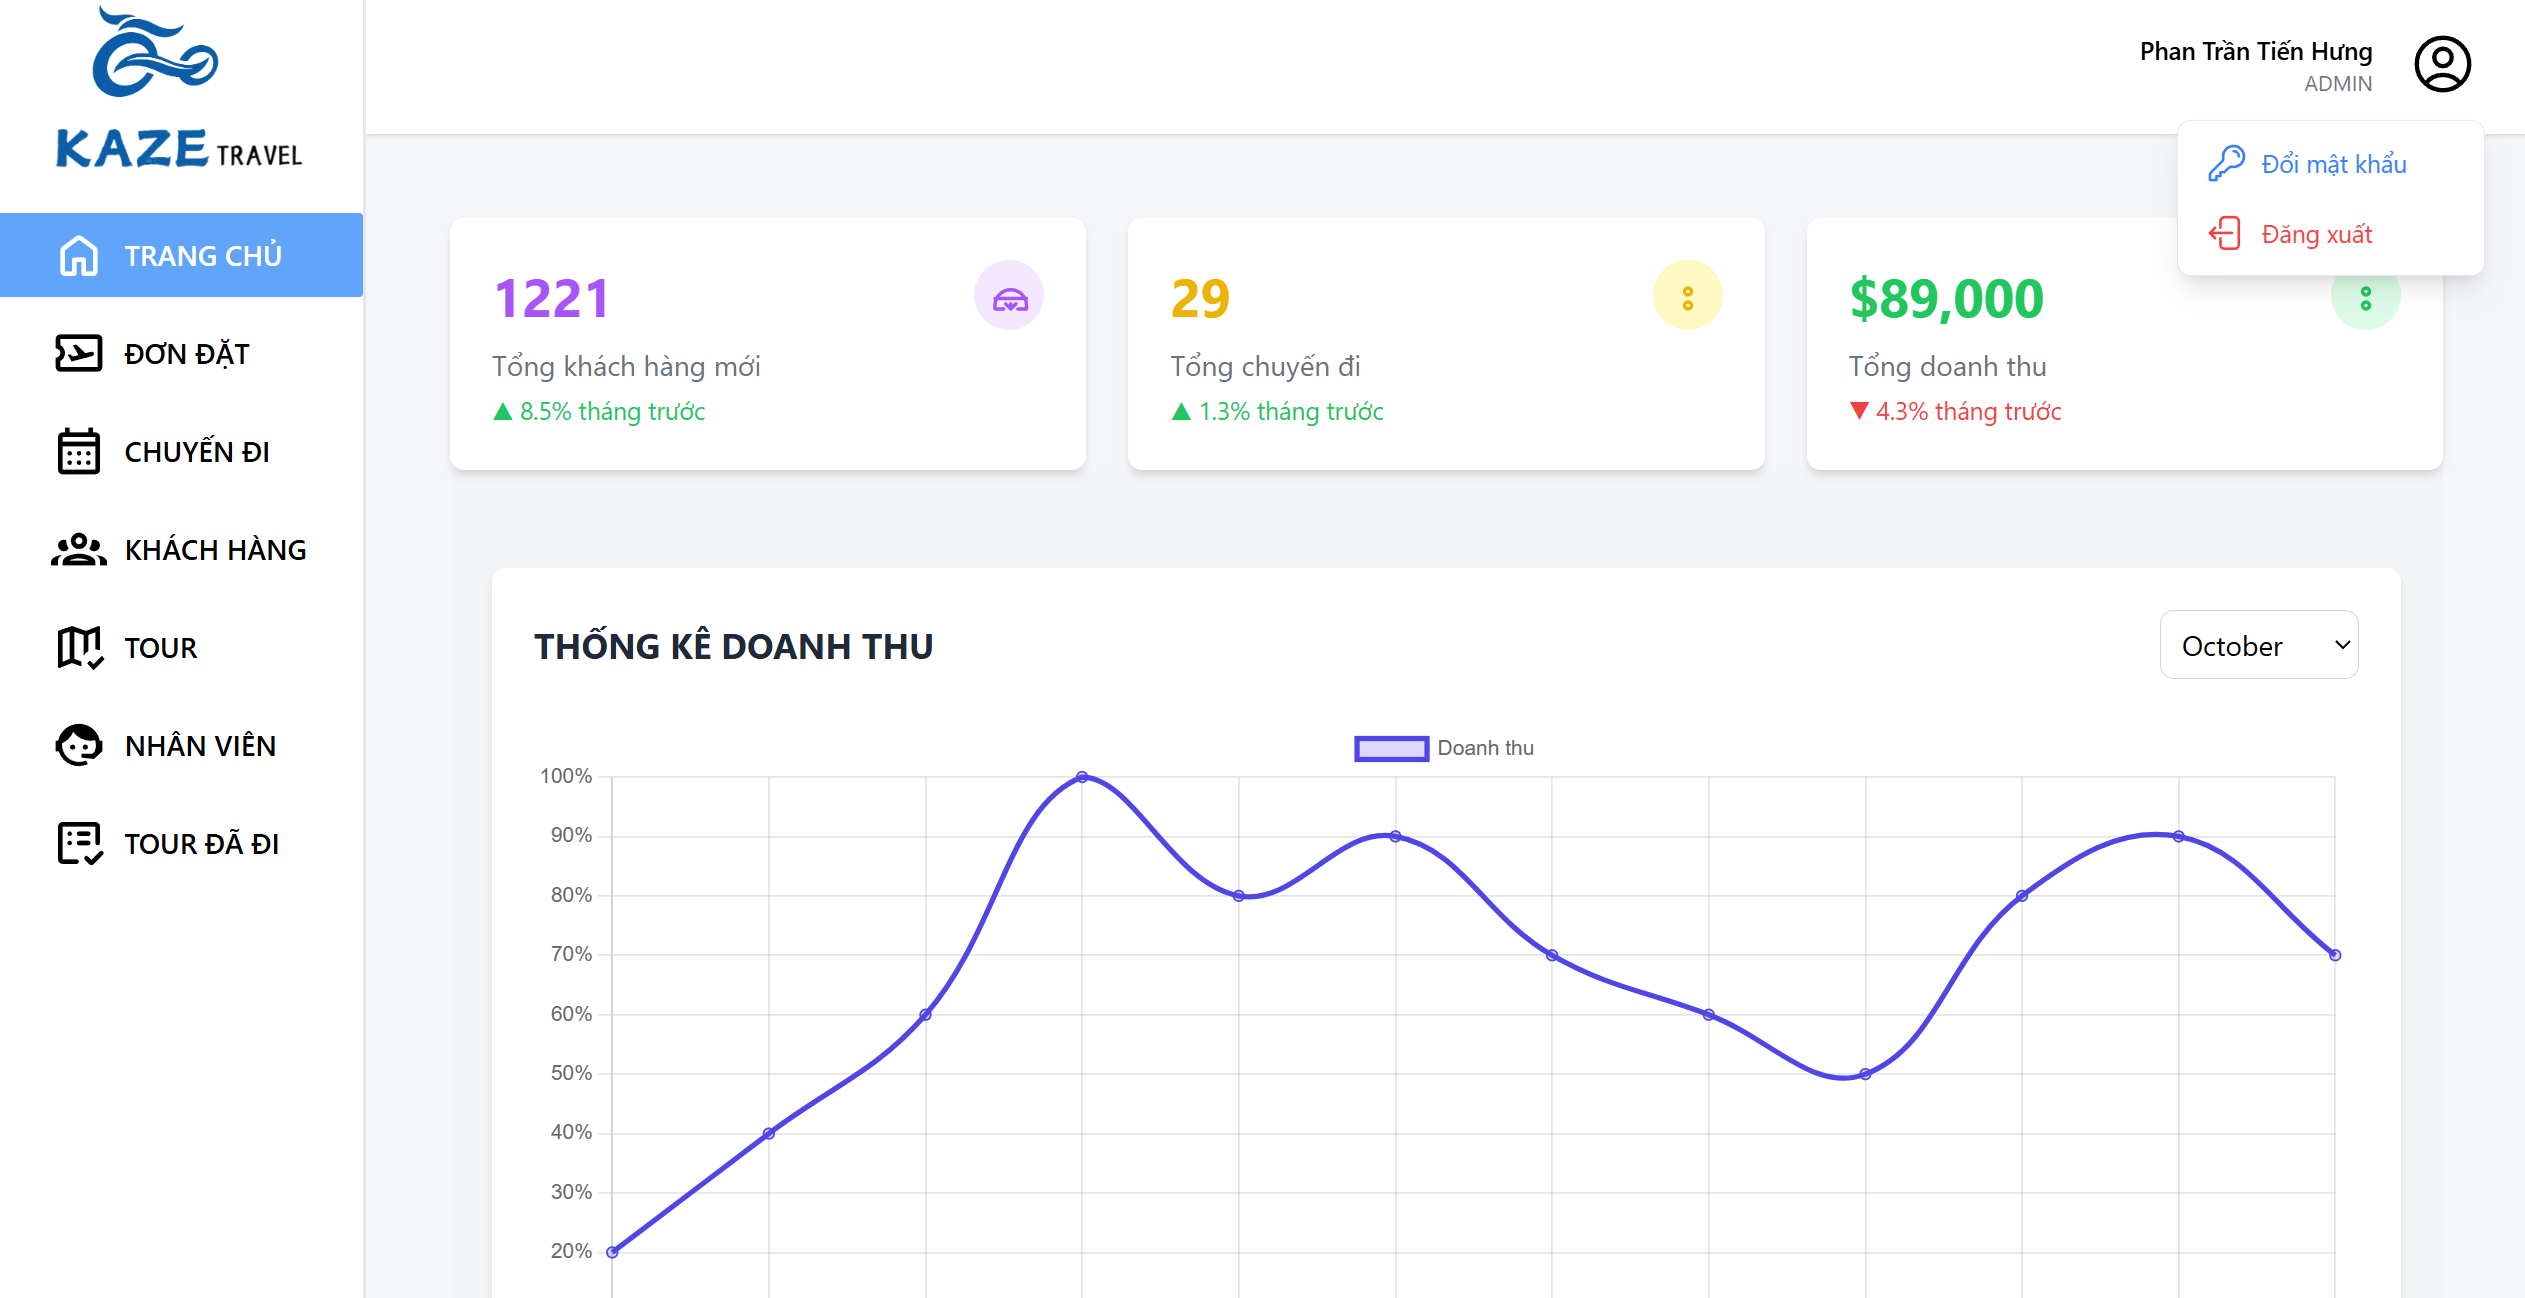 KAZE TRAVEL
TRANG CHỦ
ĐƠN ĐẶT
CHUYẾN ĐI
KHÁCH HÀNG
TOUR
NHÂN VIÊN
TOUR ĐÃ ĐI
Phan Trần Tiến Hưng
ADMIN
Đổi mật khẩu
Đăng xuất
1221
Tổng khách hàng mới
▲ 8.5% tháng trước
29
Tổng chuyến đi
▲ 1.3% tháng trước
$89,000
Tổng doanh thu
▼ 4.3% tháng trước
THỐNG KÊ DOANH THU
October
Doanh thu
100%
90%
80%
70%
60%
50%
40%
30%
20%